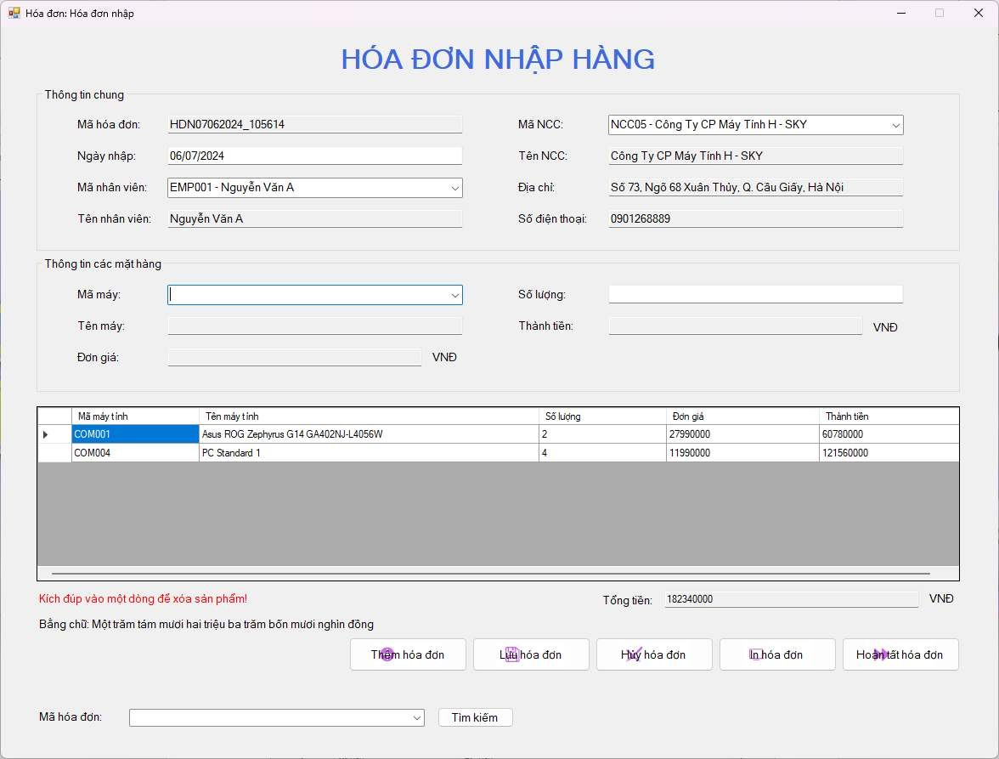 Hóa đơn: Hóa đơn nhập
HÓA ĐƠN NHẬP HÀNG
Thông tin chung
Mã hóa đơn: HDN07062024_105614
Mã NCC: NCC05 - Công Ty CP Máy Tính H - SKY
Ngày nhập: 06/07/2024
Tên NCC: Công Ty CP Máy Tính H - SKY
Mã nhân viên: EMP001 - Nguyễn Văn A
Địa chỉ: Số 73, Ngõ 68 Xuân Thủy, Q. Cầu Giấy, Hà Nội
Tên nhân viên: Nguyễn Văn A
Số điện thoại: 0901268889
Thông tin các mặt hàng
Mã máy:
Số lượng:
Tên máy:
Thành tiền: VNĐ
Đơn giá: VNĐ
Mã máy tính Tên máy tính Số lượng Đơn giá Thành tiền
COM001 Asus ROG Zephyrus G14 GA402NJ-L4056W 2 27990000 60780000
COM004 PC Standard 1 4 11990000 121560000
Kích đúp vào một dòng để xóa sản phẩm!
Tổng tiền: 182340000 VNĐ
Bằng chữ: Một trăm tám mươi hai triệu ba trăm bốn mươi nghìn đồng
Thêm hóa đơn Lưu hóa đơn Hủy hóa đơn In hóa đơn Hoàn tất hóa đơn
Mã hóa đơn: Tìm kiếm